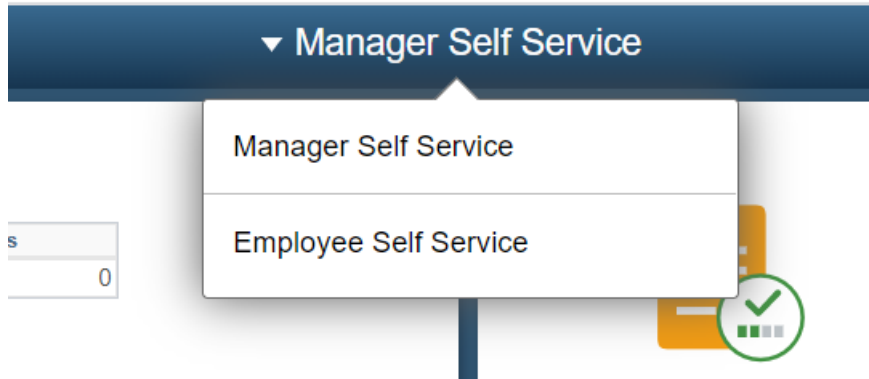 Manager Self Service
Manager Self Service
Employee Self Service
s
0